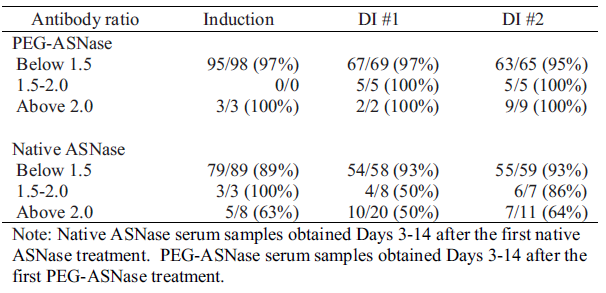 Antibody ratio Induction DI #1 DI #2
PEG-ASNase
Below 1.5 95/98 (97%) 67/69 (97%) 63/65 (95%)
1.5-2.0 0/0 5/5 (100%) 5/5 (100%)
Above 2.0 3/3 (100%) 2/2 (100%) 9/9 (100%)
Native ASNase
Below 1.5 79/89 (89%) 54/58 (93%) 55/59 (93%)
1.5-2.0 3/3 (100%) 4/8 (50%) 6/7 (86%)
Above 2.0 5/8 (63%) 10/20 (50%) 7/11 (64%)
Note: Native ASNase serum samples obtained Days 3-14 after the first native
ASNase treatment. PEG-ASNase serum samples obtained Days 3-14 after the
first PEG-ASNase treatment.